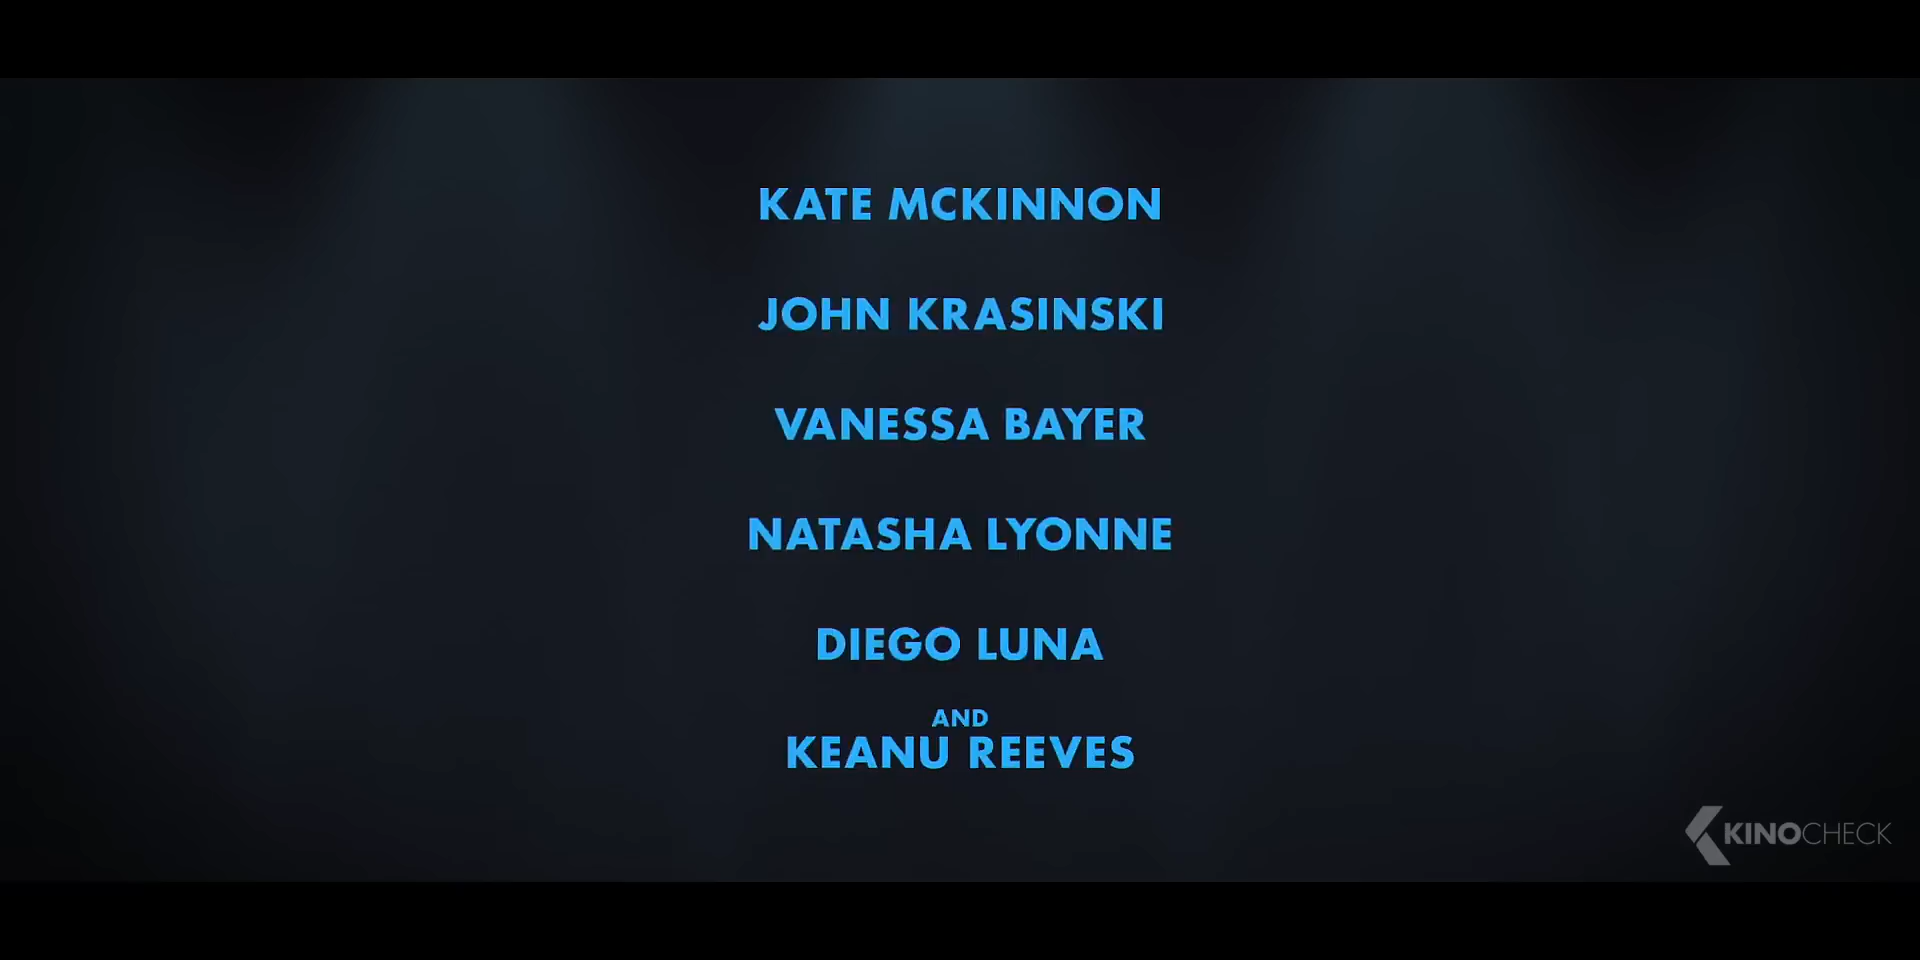 KATE MCKINNON
JOHN KRASINSKI
VANESSA BAYER
NATASHA LYONNE
DIEGO LUNA
AND
KEANU REEVES
KINOCHECK